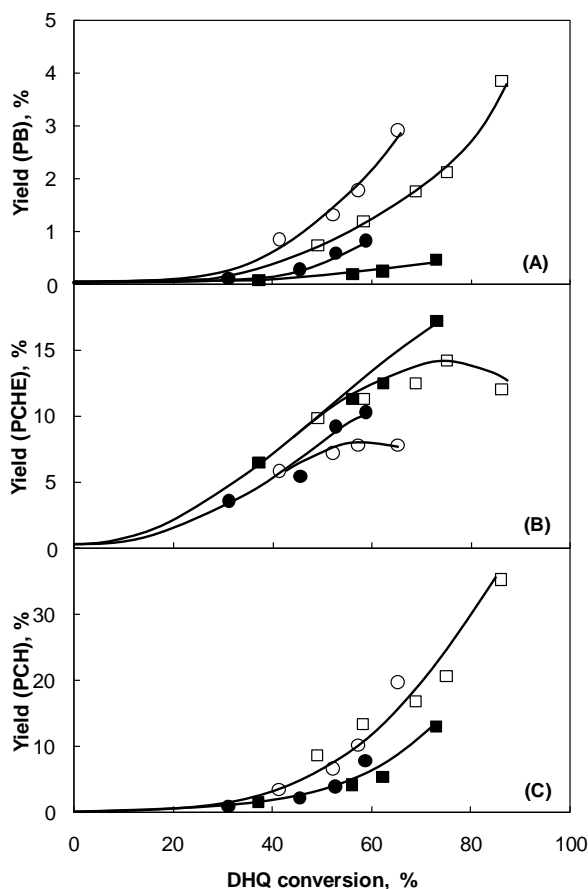 5
4
3
2
1
0
Yield (PB), %
(A)
15
10
5
0
Yield (PCHE), %
(B)
30
20
10
0
Yield (PCH), %
(C)
0 20 40 60 80 100
DHQ conversion, %